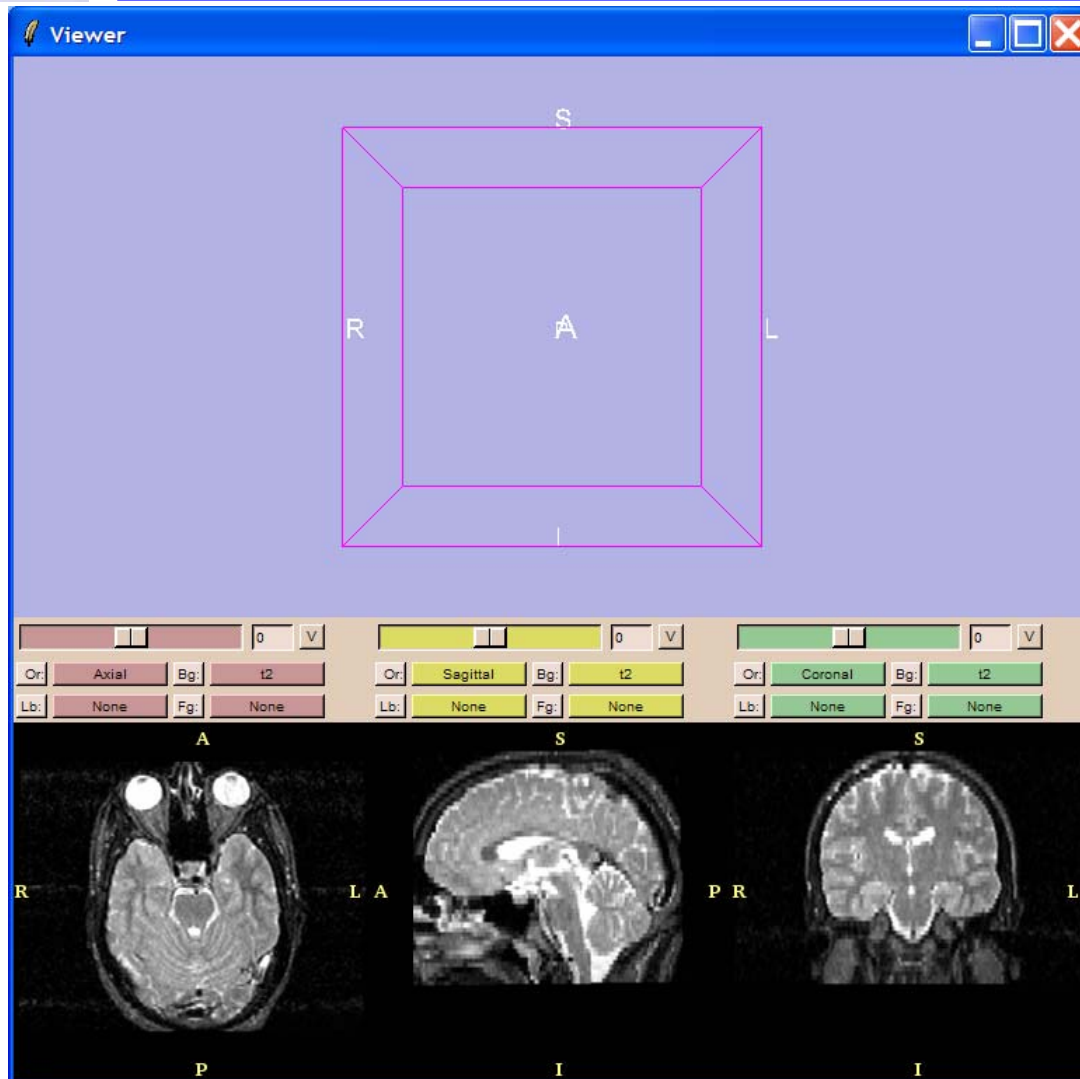 Viewer
S
R A L
I
0 V 0 V 0 V
Or: Axial Bg: t2 Or: Sagittal Bg: t2 Or: Coronal Bg: t2
Lb: None Fg: None Lb: None Fg: None Lb: None Fg: None
A S S
R L A P R L
P I I